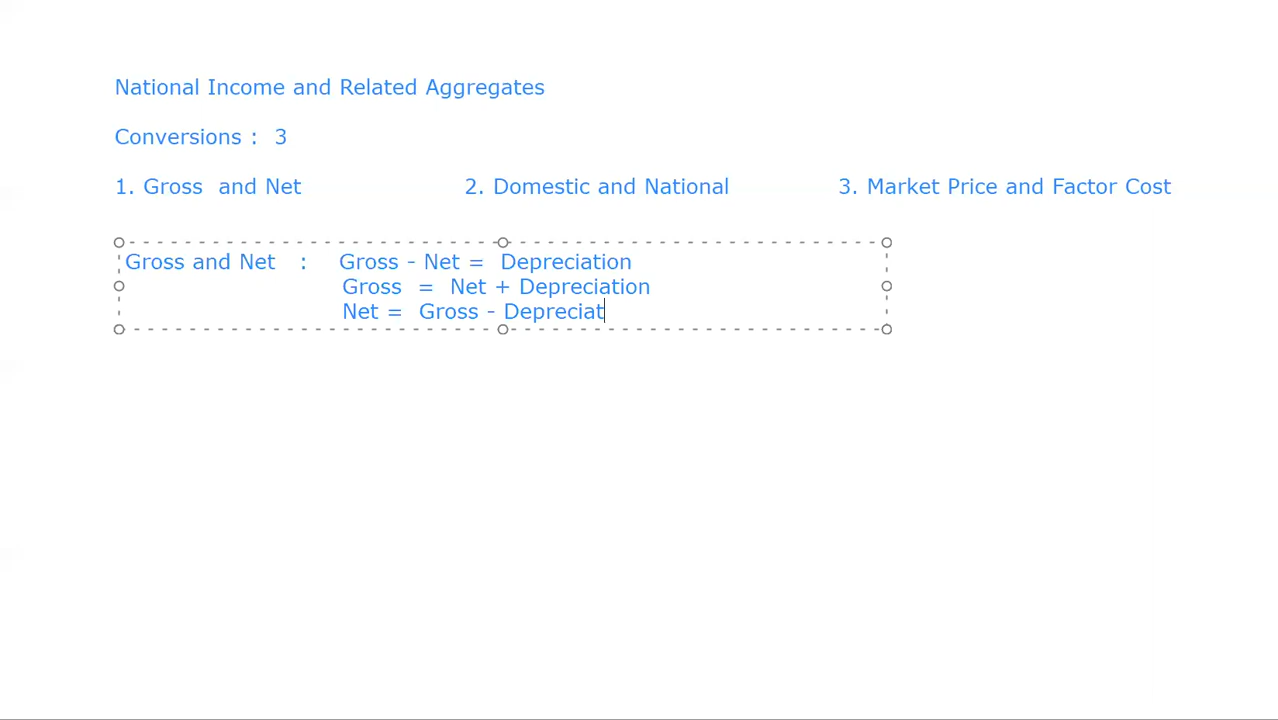 National Income and Related Aggregates
Conversions :  3
1. Gross  and Net    2. Domestic and National    3. Market Price and Factor Cost
Gross and Net   :    Gross - Net =  Depreciation
Gross  =  Net + Depreciation
Net =  Gross - Depreciat